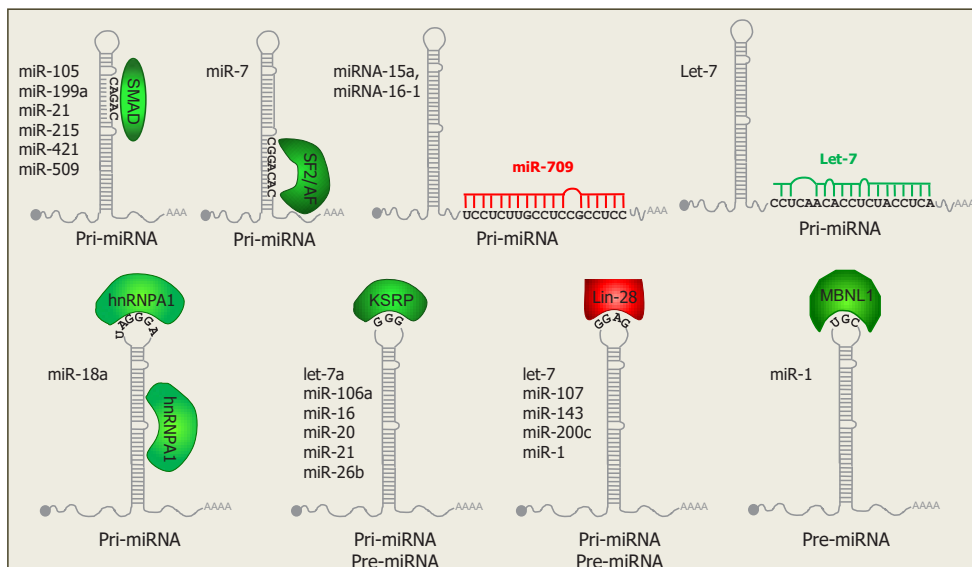 miR-105
miR-199a
miR-21
miR-215
miR-421
miR-509
CAGAC
SMAD
AAA
Pri-miRNA
miR-7
CGGACAC
SF2/AF
AAA
Pri-miRNA
miRNA-15a,
miRNA-16-1
miR-709
UCCUCUUGCCUCCGCCUCC
AAA
Pri-miRNA
Let-7
Let-7
CCUCAACACCUCUACCUCA
AAA
Pri-miRNA
hnRNPA1
UAGGGA
miR-18a
hnRNPA1
AAAA
Pri-miRNA
KSRP
GGG
let-7a
miR-106a
miR-16
miR-20
miR-21
miR-26b
AAAA
Pri-miRNA
Pre-miRNA
Lin-28
GGAG
let-7
miR-107
miR-143
miR-200c
miR-1
AAAA
Pri-miRNA
Pre-miRNA
MBNL1
UGC
miR-1
AAAA
Pre-miRNA